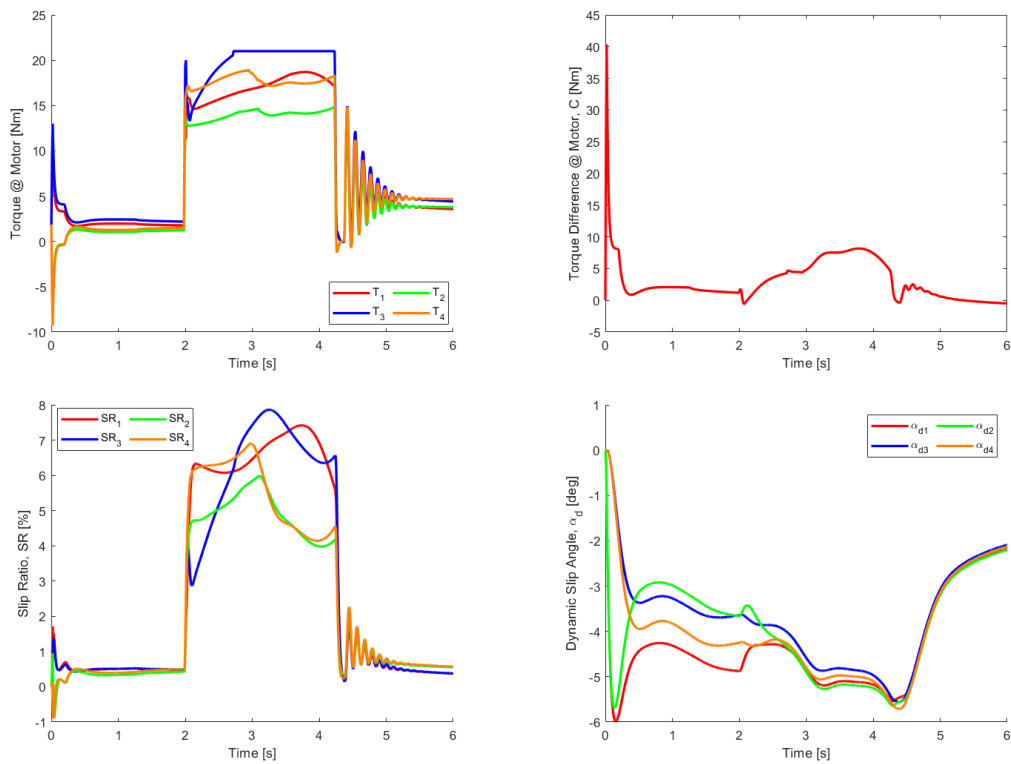 Torque @ Motor [Nm]
25
20
15
10
5
0
-5
-10
0 1 2 3 4 5 6
Time [s]
T1 T2
T3 T4
Torque Difference @ Motor, C [Nm]
45
40
35
30
25
20
15
10
5
0
-5
0 1 2 3 4 5 6
Time [s]
Slip Ratio, SR [%]
8
7
6
5
4
3
2
1
0
-1
0 1 2 3 4 5 6
Time [s]
SR1 SR2
SR3 SR4
Dynamic Slip Angle, αd [deg]
1
0
-1
-2
-3
-4
-5
-6
0 1 2 3 4 5 6
Time [s]
αd1 αd2
αd3 αd4